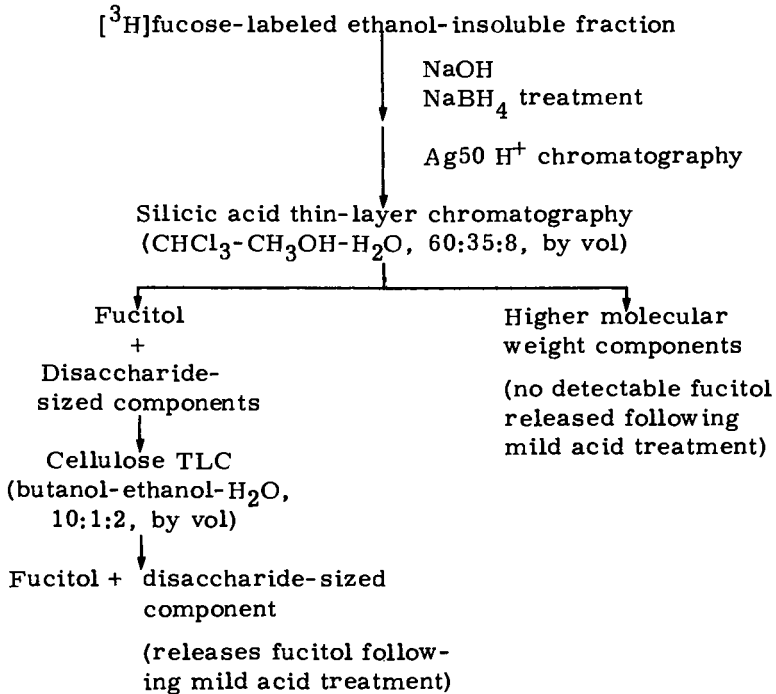 [³H]fucose-labeled ethanol-insoluble fraction
NaOH
NaBH₄ treatment
Ag50 H⁺ chromatography
Silicic acid thin-layer chromatography
(CHCl₃-CH₃OH-H₂O, 60:35:8, by vol)
Fucitol
+
Disaccharide-
sized components
Higher molecular
weight components
(no detectable fucitol
released following
mild acid treatment)
Cellulose TLC
(butanol-ethanol-H₂O,
10:1:2, by vol)
Fucitol + disaccharide-sized
component
(releases fucitol follow-
ing mild acid treatment)